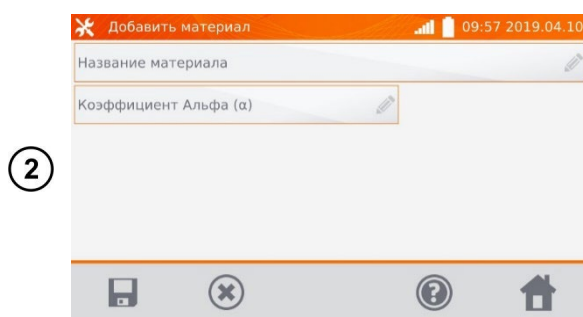 Добавить материал 09:57 2019.04.10
Название материала
Коэффициент Альфа (α)
2
?